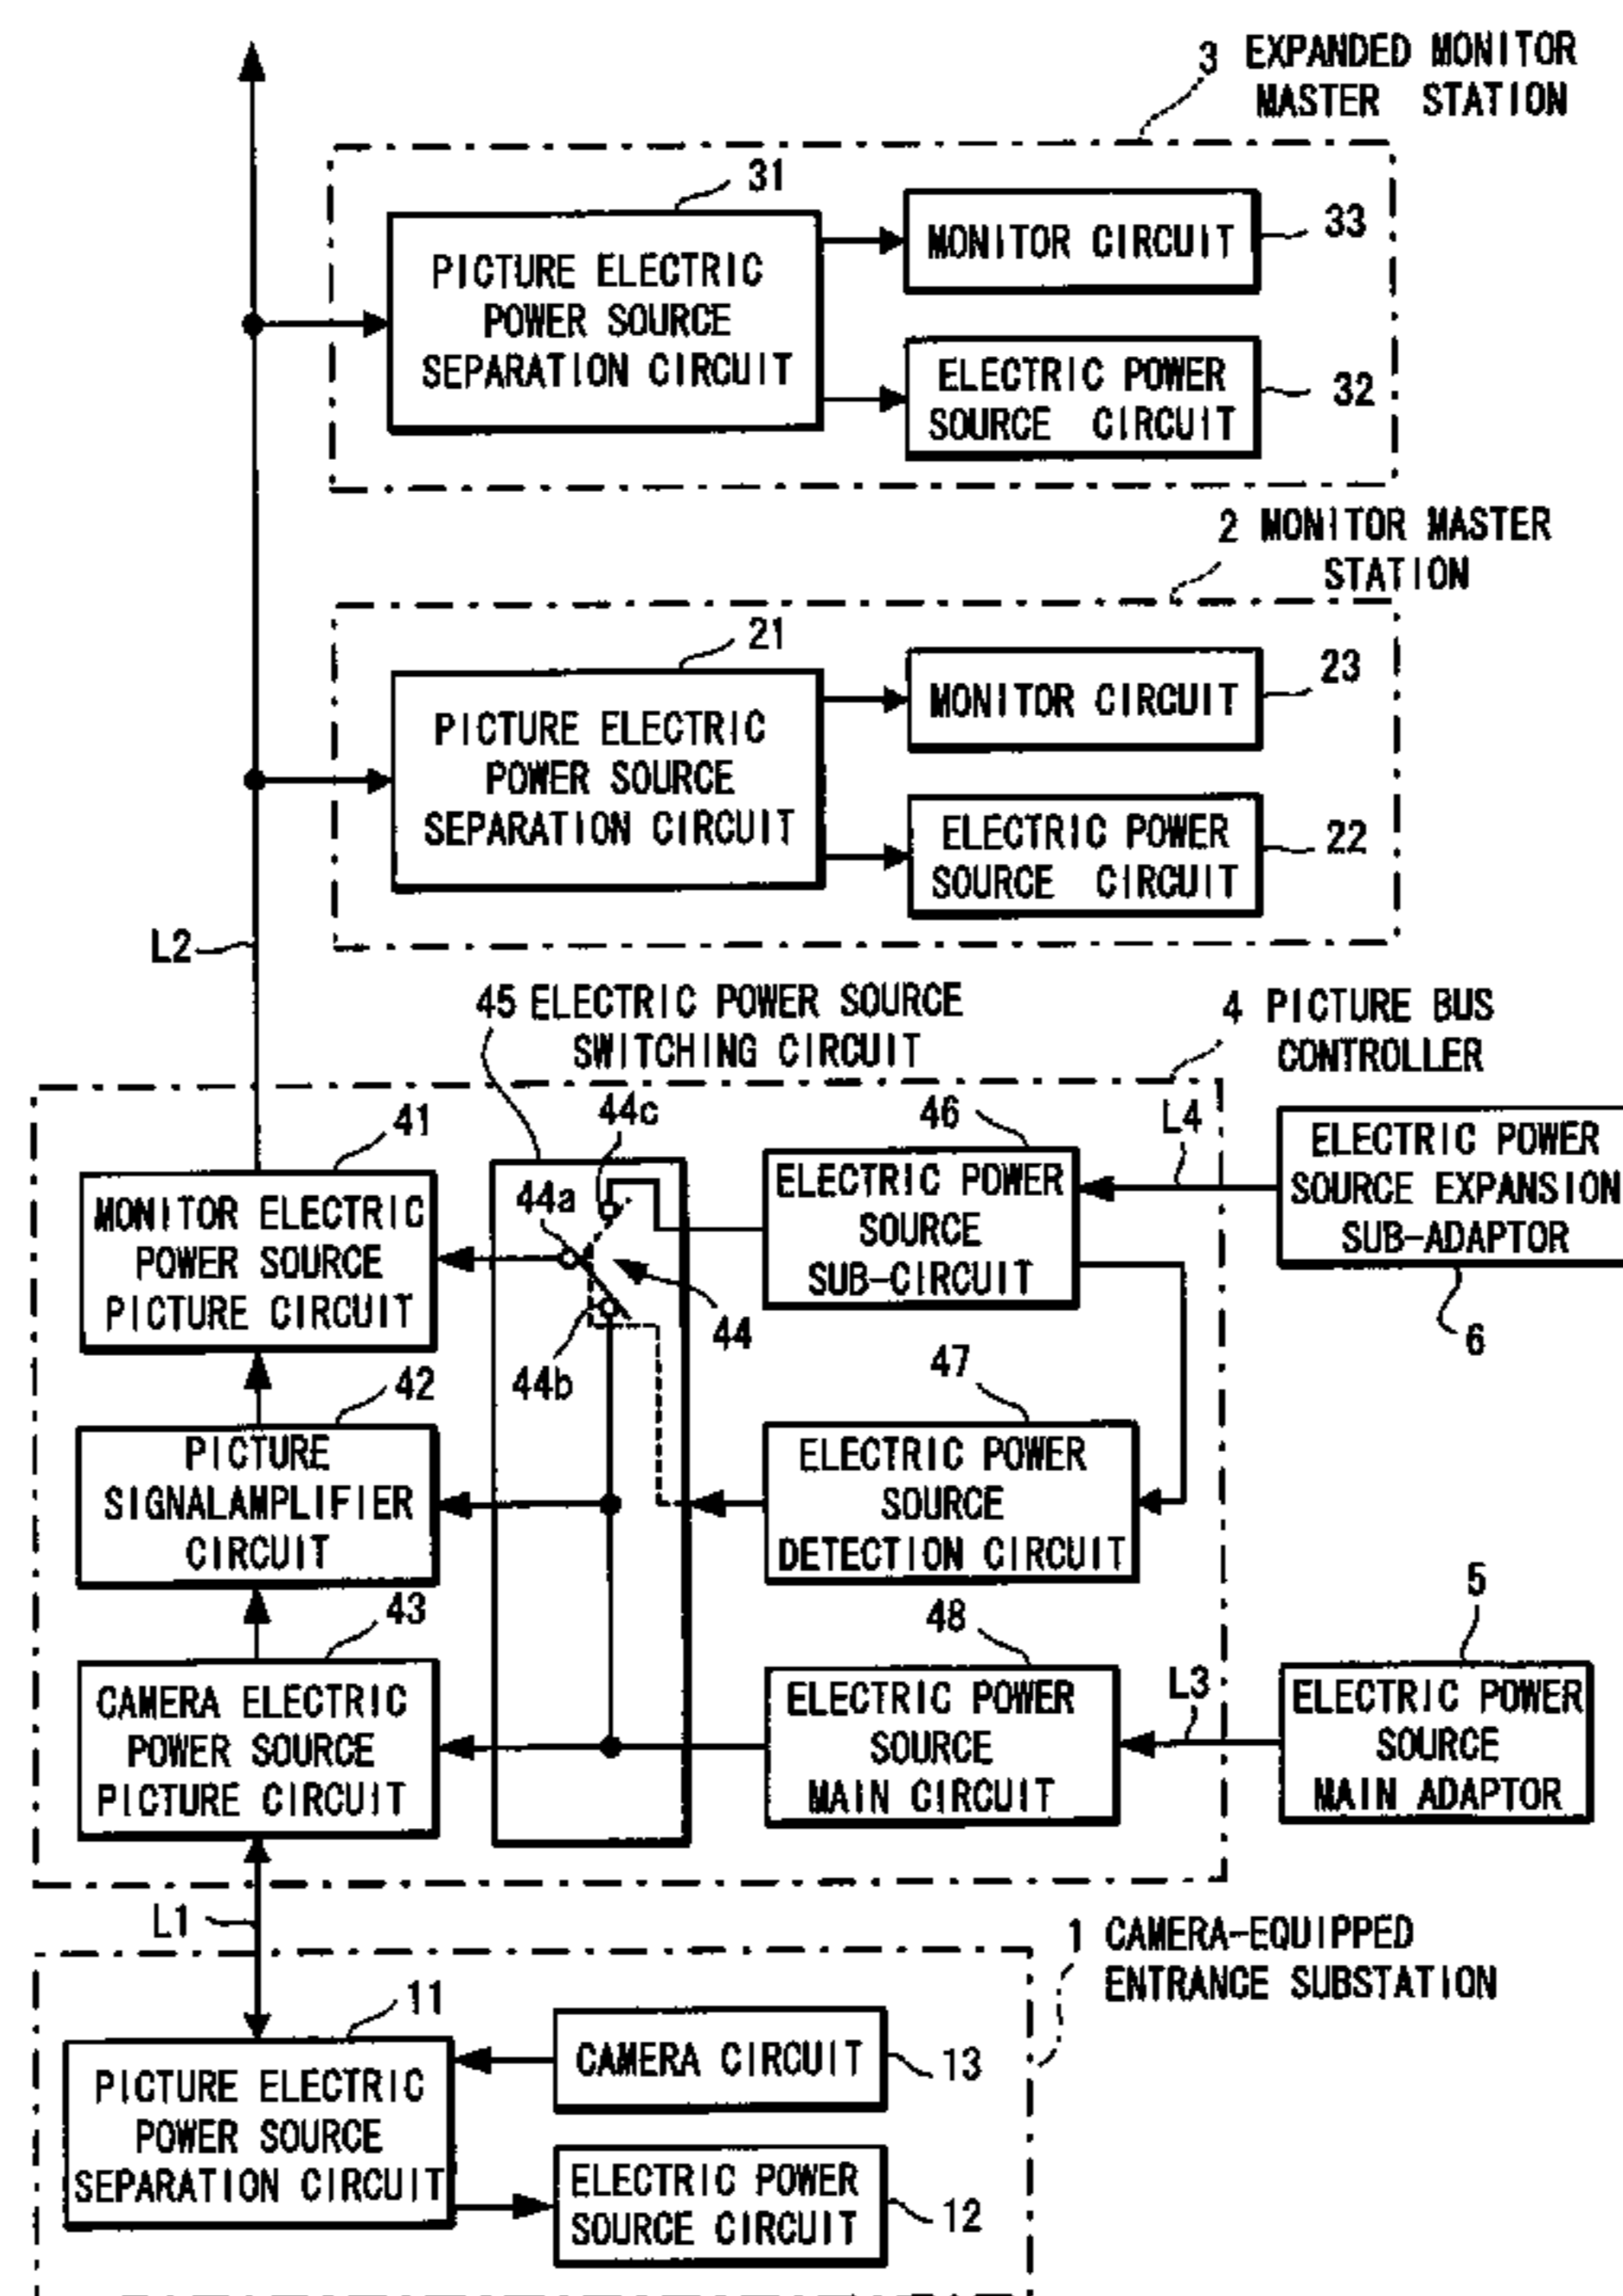 3 EXPANDED MONITOR
MASTER STATION
31
33
MONITOR CIRCUIT
PICTURE ELECTRIC
POWER SOURCE
SEPARATION CIRCUIT
ELECTRIC POWER
SOURCE CIRCUIT
32
2 MONITOR MASTER
STATION
21
23
MONITOR CIRCUIT
PICTURE ELECTRIC
POWER SOURCE
SEPARATION CIRCUIT
ELECTRIC POWER
SOURCE CIRCUIT
22
L2
45 ELECTRIC POWER SOURCE
SWITCHING CIRCUIT
4 PICTURE BUS
CONTROLLER
41
44c
46
L4
MONITOR ELECTRIC
POWER SOURCE
PICTURE CIRCUIT
44a
44
44b
ELECTRIC POWER
SOURCE
SUB-CIRCUIT
ELECTRIC POWER
SOURCE EXPANSION
SUB-ADAPTOR
6
42
47
PICTURE
SIGNALAMPLIFIER
CIRCUIT
ELECTRIC POWER
SOURCE
DETECTION CIRCUIT
43
48
L3
5
CAMERA ELECTRIC
POWER SOURCE
PICTURE CIRCUIT
ELECTRIC POWER
SOURCE
MAIN CIRCUIT
ELECTRIC POWER
SOURCE
MAIN ADAPTOR
L1
1 CAMERA-EQUIPPED
ENTRANCE SUBSTATION
11
CAMERA CIRCUIT
13
PICTURE ELECTRIC
POWER SOURCE
SEPARATION CIRCUIT
ELECTRIC POWER
SOURCE CIRCUIT
12